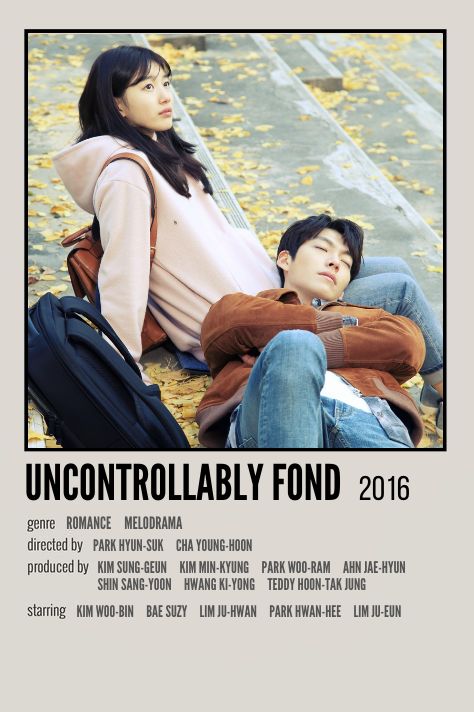 UNCONTROLLABLY FOND 2016
genre ROMANCE MELODRAMA
directed by PARK HYUN-SUK CHA YOUNG-HOON
produced by KIM SUNG-GEUN KIM MIN-KYUNG PARK WOO-RAM AHN JAE-HYUN
SHIN SANG-YOON HWANG KI-YONG TEDDY HOON-TAK JUNG
starring KIM WOO-BIN BAE SUZY LIM JU-HWAN PARK HWAN-HEE LIM JU-EUN